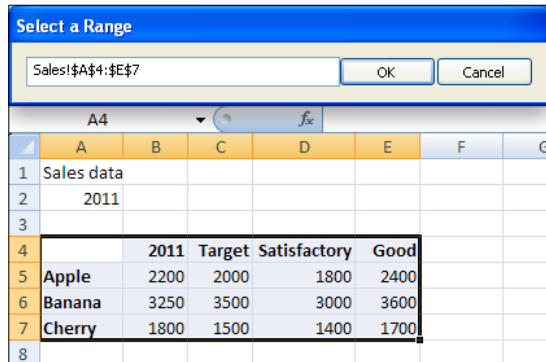 Select a Range
Sales!$A$4:$E$7 OK Cancel
A4 fx
A B C D E F G
1 Sales data
2 2011
3
4 2011 Target Satisfactory Good
5 Apple 2200 2000 1800 2400
6 Banana 3250 3500 3000 3600
7 Cherry 1800 1500 1400 1700
8